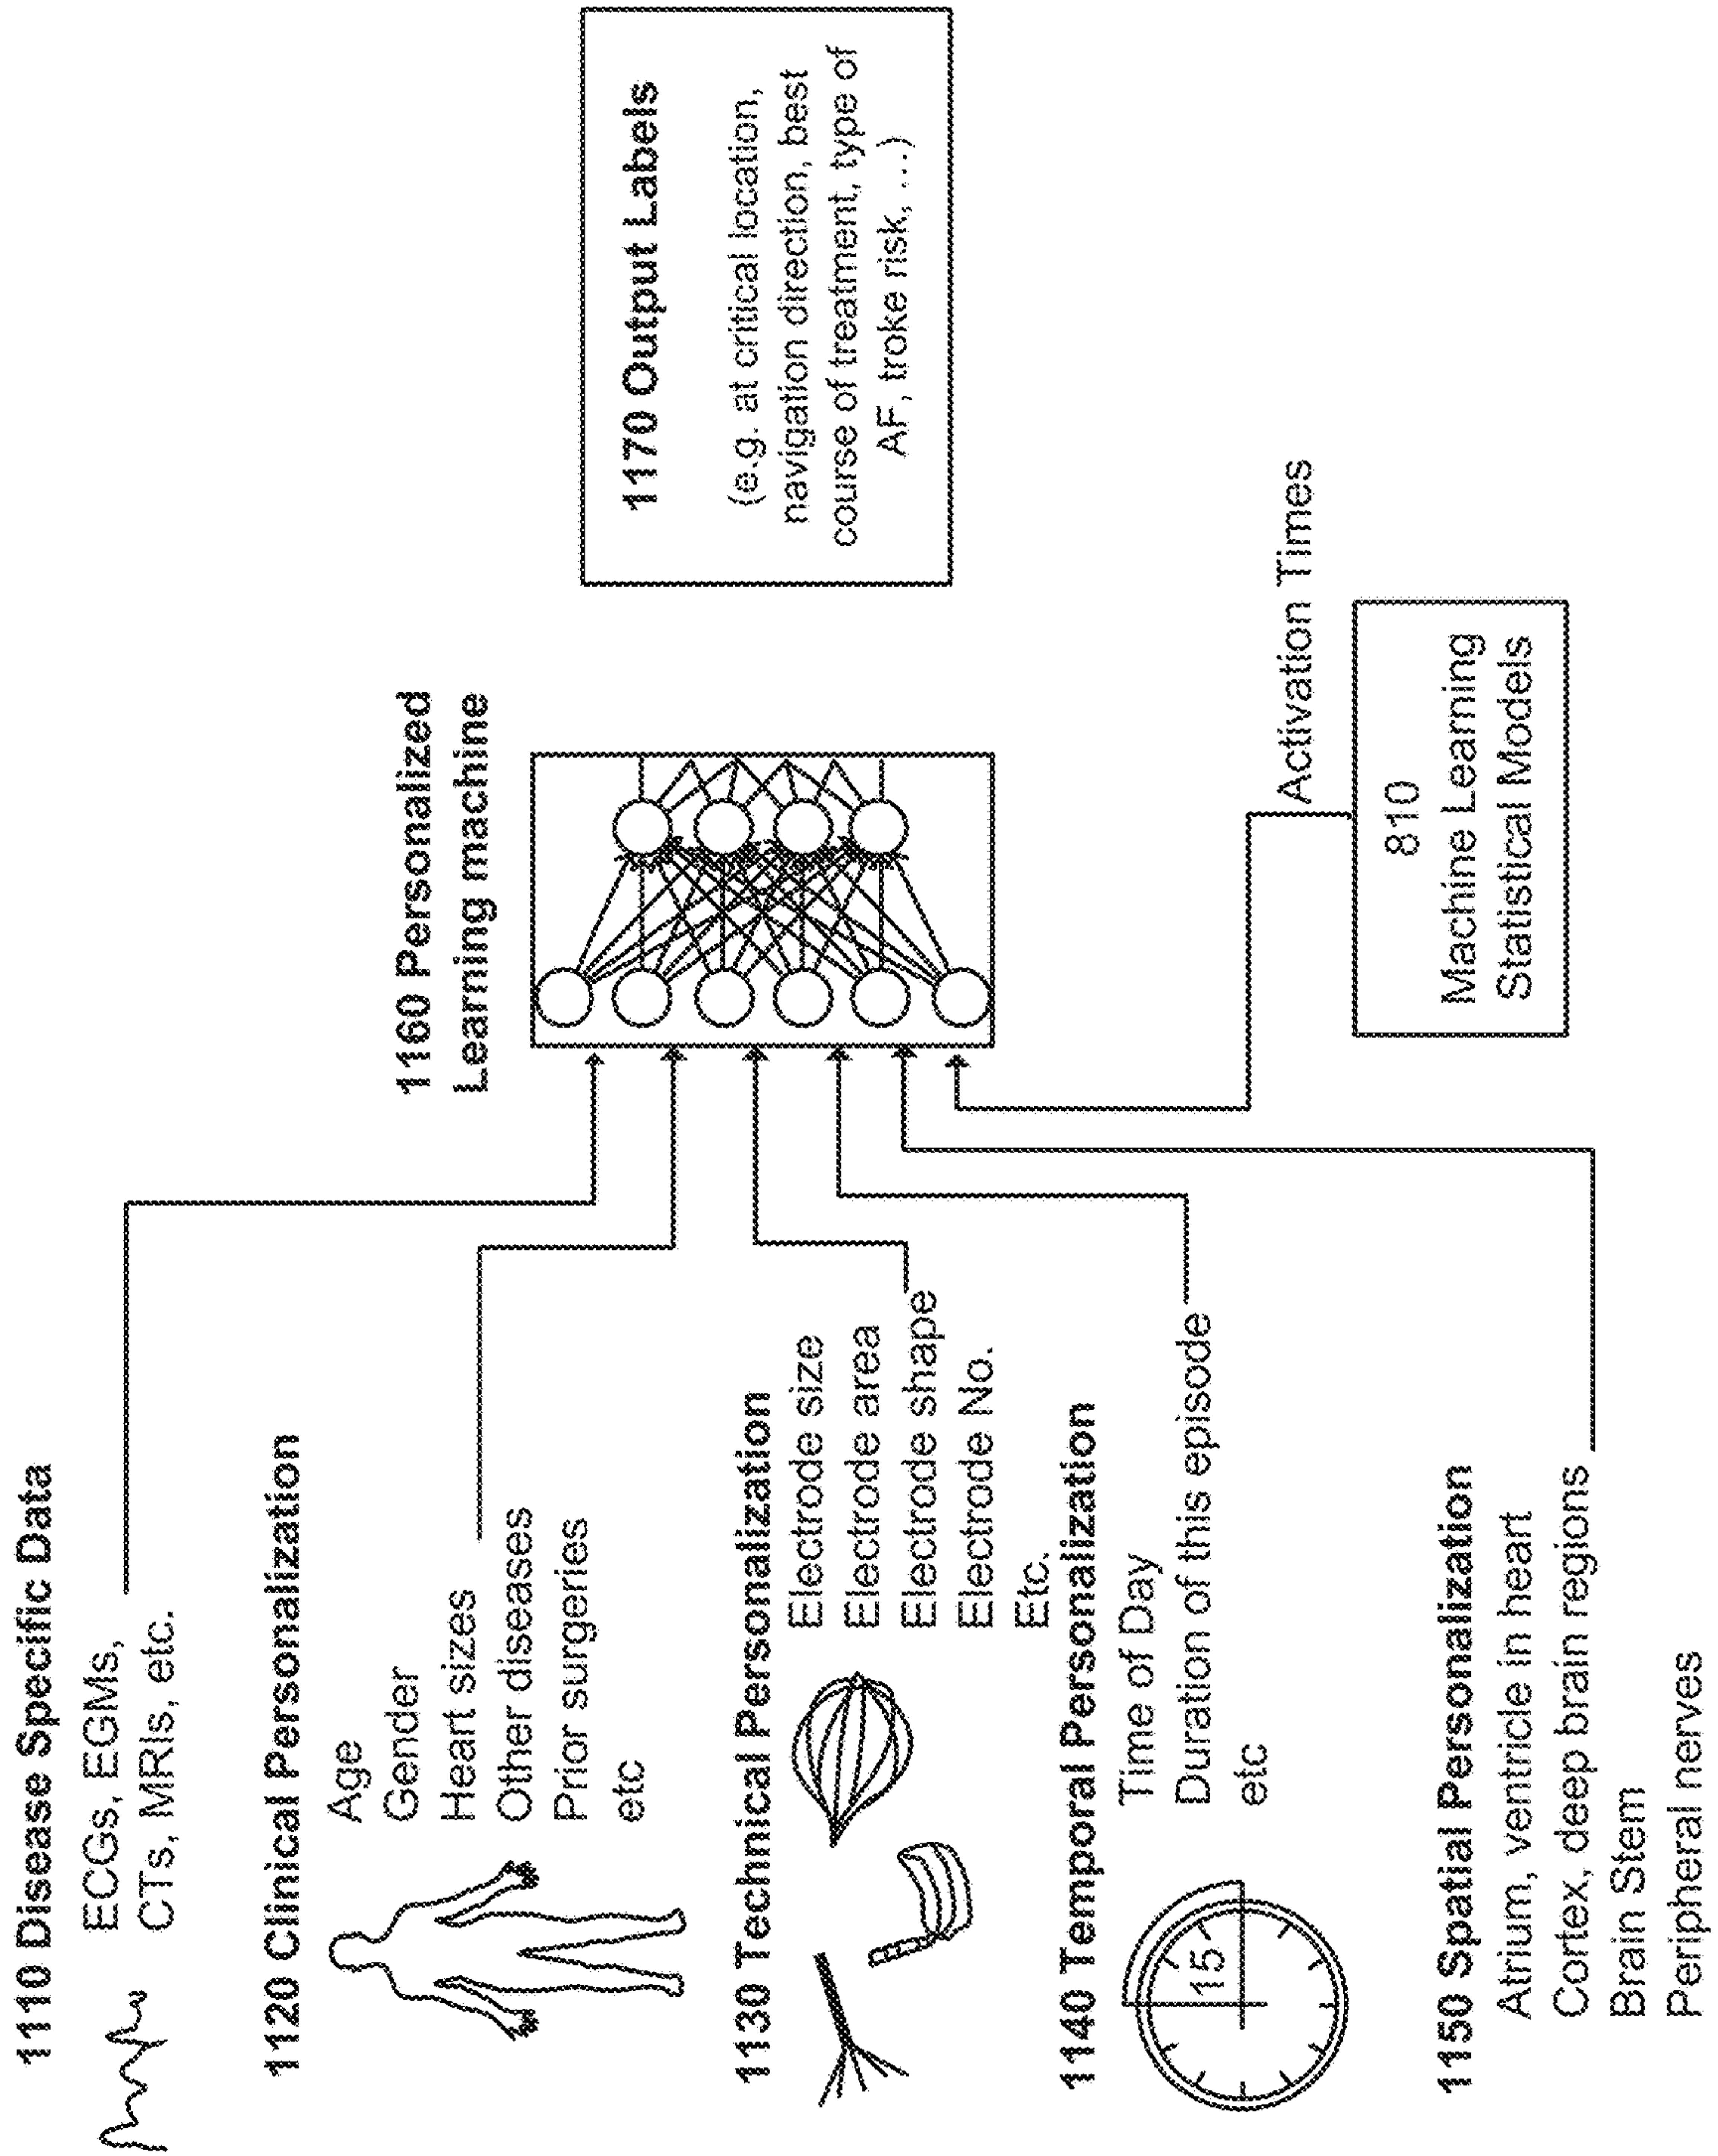 1110 Disease Specific Data
ECGs, EGMs,
CTs, MRIs, etc.
1120 Clinical Personalization
Age
Gender
Heart sizes
Other diseases
Prior surgeries
etc
1130 Technical Personalization
Electrode size
Electrode area
Electrode shape
Electrode No.
Etc.
1140 Temporal Personalization
15
Time of Day
Duration of this episode
etc
1150 Spatial Personalization
Atrium, ventricle in heart
Cortex, deep brain regions
Brain Stem
Peripheral nerves
1160 Personalized
Learning machine
Activation Times
810
Machine Learning
Statistical Models
1170 Output Labels
(e.g. at critical location,
navigation direction, best
course of treatment, type of
AF, troke risk, ...)